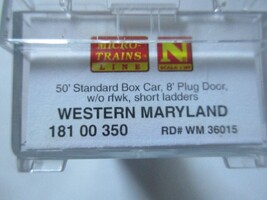 MICRO-
TRAINS
LINE
N
50' Standard Box Car, 8' Plug Door,
w/o rfwk, short ladders
WESTERN MARYLAND
181 00 350 RD# WM 36015